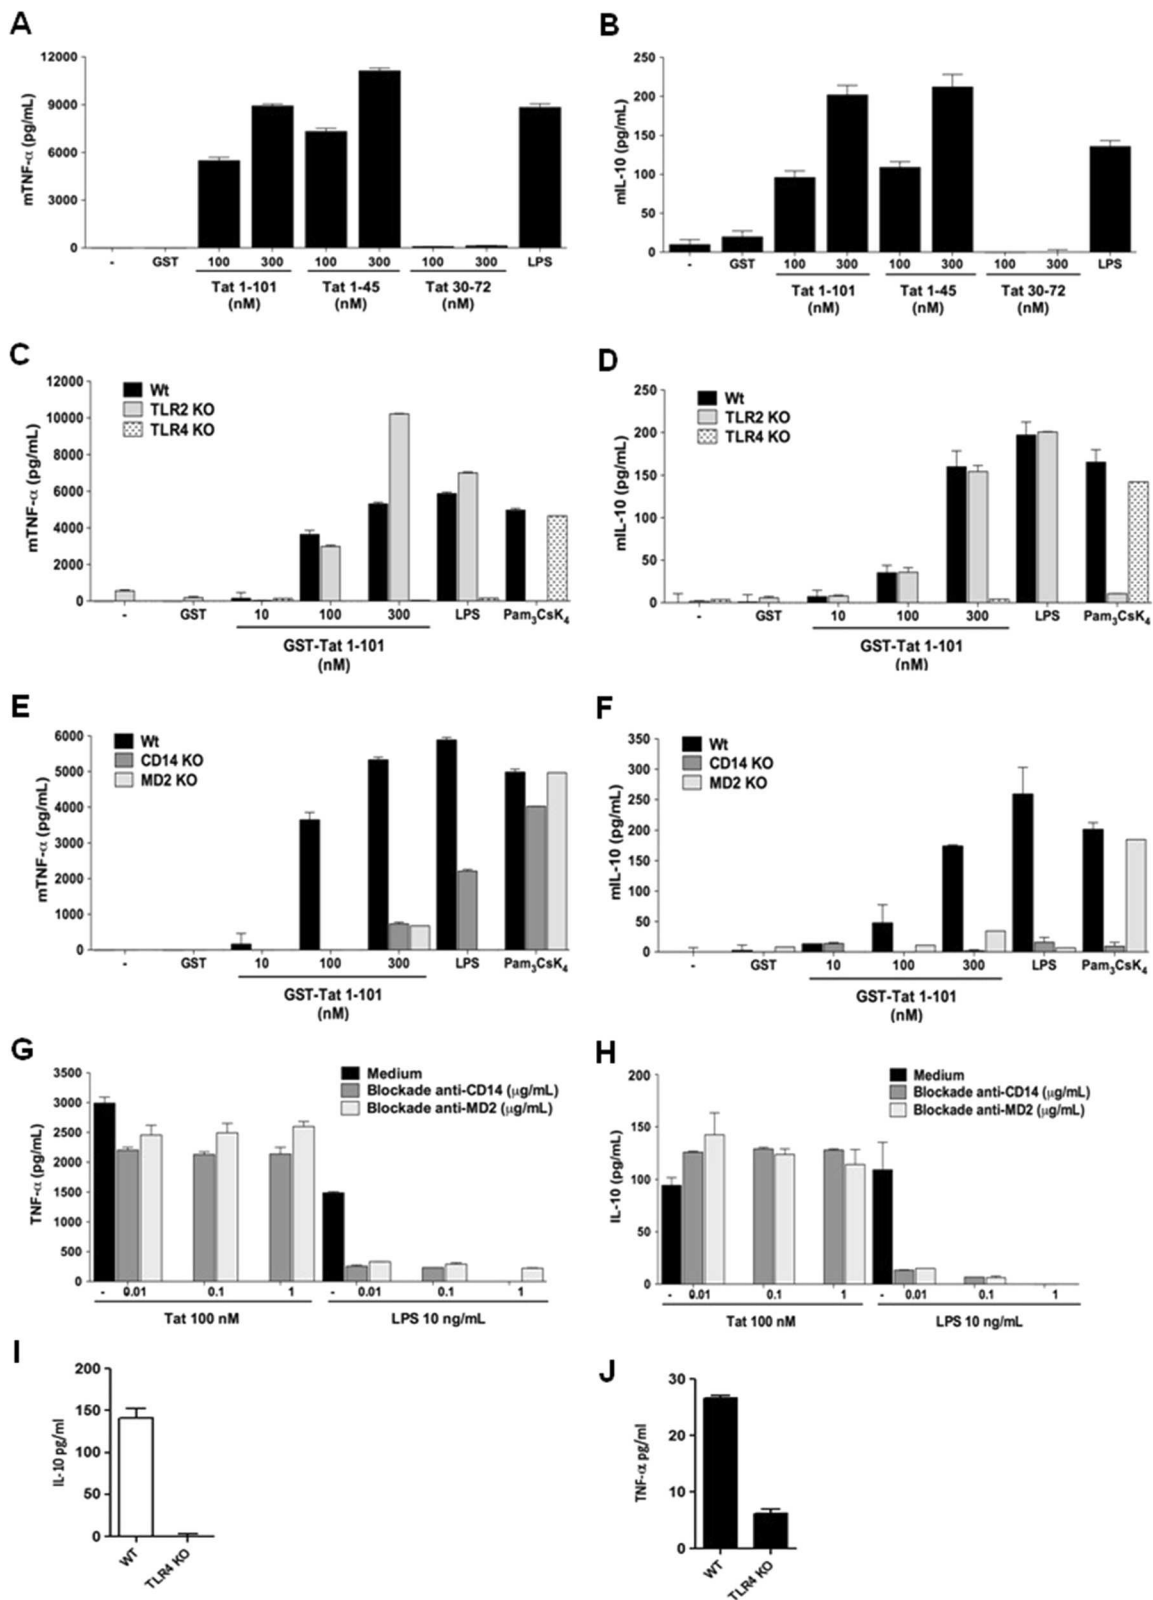 A
12000
9000
6000
3000
0
mTNF-α (pg/mL)
- GST 100 300 100 300 100 300 LPS
Tat 1-101 Tat 1-45 Tat 30-72
(nM) (nM) (nM)
B
250
200
150
100
50
0
mIL-10 (pg/mL)
- GST 100 300 100 300 100 300 LPS
Tat 1-101 Tat 1-45 Tat 30-72
(nM) (nM) (nM)
C
12000
10000
8000
6000
4000
2000
0
mTNF-α (pg/mL)
Wt
TLR2 KO
TLR4 KO
- GST 10 100 300 LPS Pam3CsK4
GST-Tat 1-101
(nM)
D
250
200
150
100
50
0
mIL-10 (pg/mL)
Wt
TLR2 KO
TLR4 KO
- GST 10 100 300 LPS Pam3CsK4
GST-Tat 1-101
(nM)
E
6000
5000
4000
3000
2000
1000
0
mTNF-α (pg/mL)
Wt
CD14 KO
MD2 KO
- GST 10 100 300 LPS Pam3CsK4
GST-Tat 1-101
(nM)
F
350
300
250
200
150
100
50
0
mIL-10 (pg/mL)
Wt
CD14 KO
MD2 KO
- GST 10 100 300 LPS Pam3CsK4
GST-Tat 1-101
(nM)
G
3500
3000
2500
2000
1500
1000
500
0
TNF-α (pg/mL)
Medium
Blockade anti-CD14 (µg/mL)
Blockade anti-MD2 (µg/mL)
- 0.01 0.1 1 - 0.01 0.1 1
Tat 100 nM LPS 10 ng/mL
H
200
150
100
50
0
IL-10 (pg/mL)
Medium
Blockade anti-CD14 (µg/mL)
Blockade anti-MD2 (µg/mL)
- 0.01 0.1 1 - 0.01 0.1 1
Tat 100 nM LPS 10 ng/mL
I
200
150
100
50
0
IL-10 pg/ml
WT TLR4 KO
J
30
20
10
0
TNF-α pg/ml
WT TLR4 KO